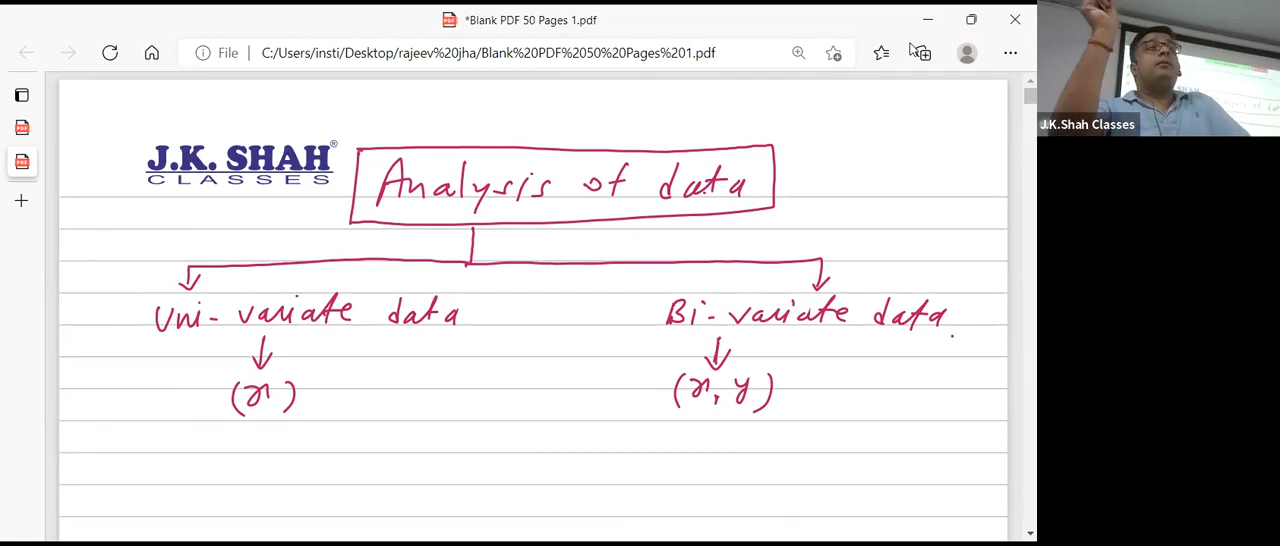 *Blank PDF 50 Pages 1.pdf
File C:/Users/insti/Desktop/rajeev%20jha/Blank%20PDF%2050%20Pages%201.pdf
J.K.Shah Classes
J.K. SHAH®
CLASSES
Analysis of data
Uni-variate data Bi-variate data.
(x) (x, y)